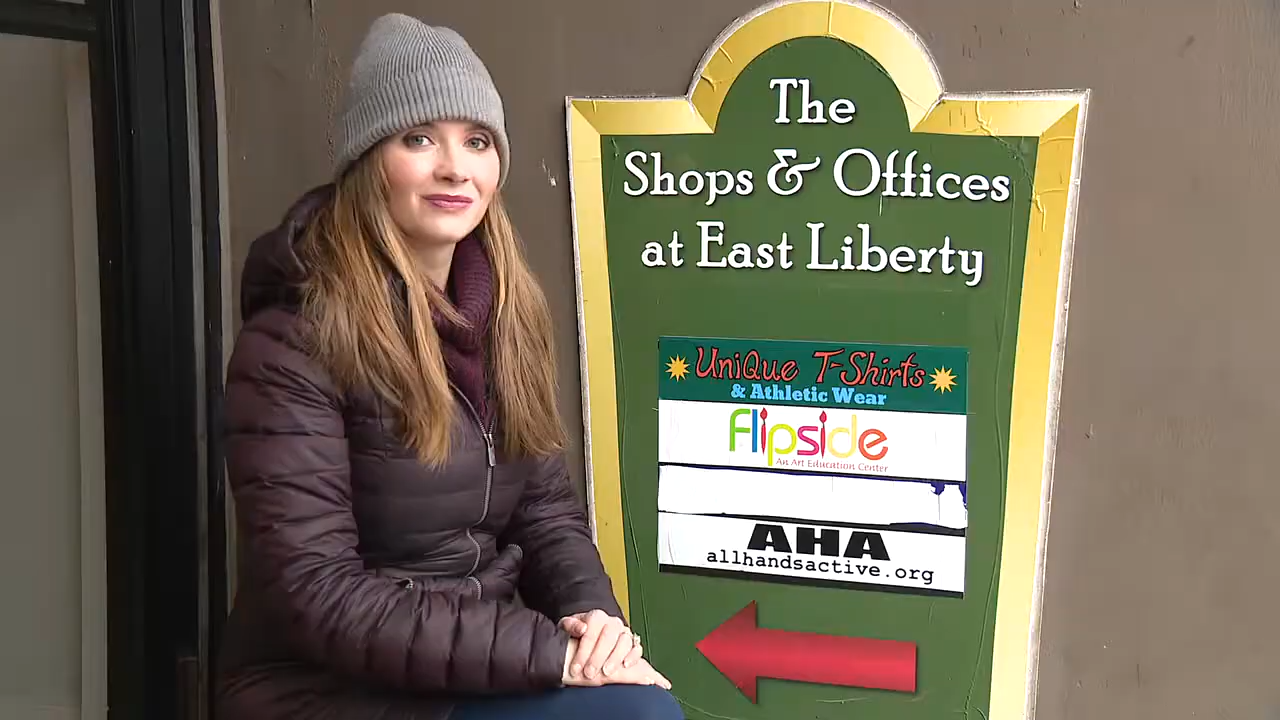 The
Shops & Offices
at East Liberty
UniQue T-Shirts
& Athletic Wear
flipside
An Art Education Center
AHA
allhandsactive.org